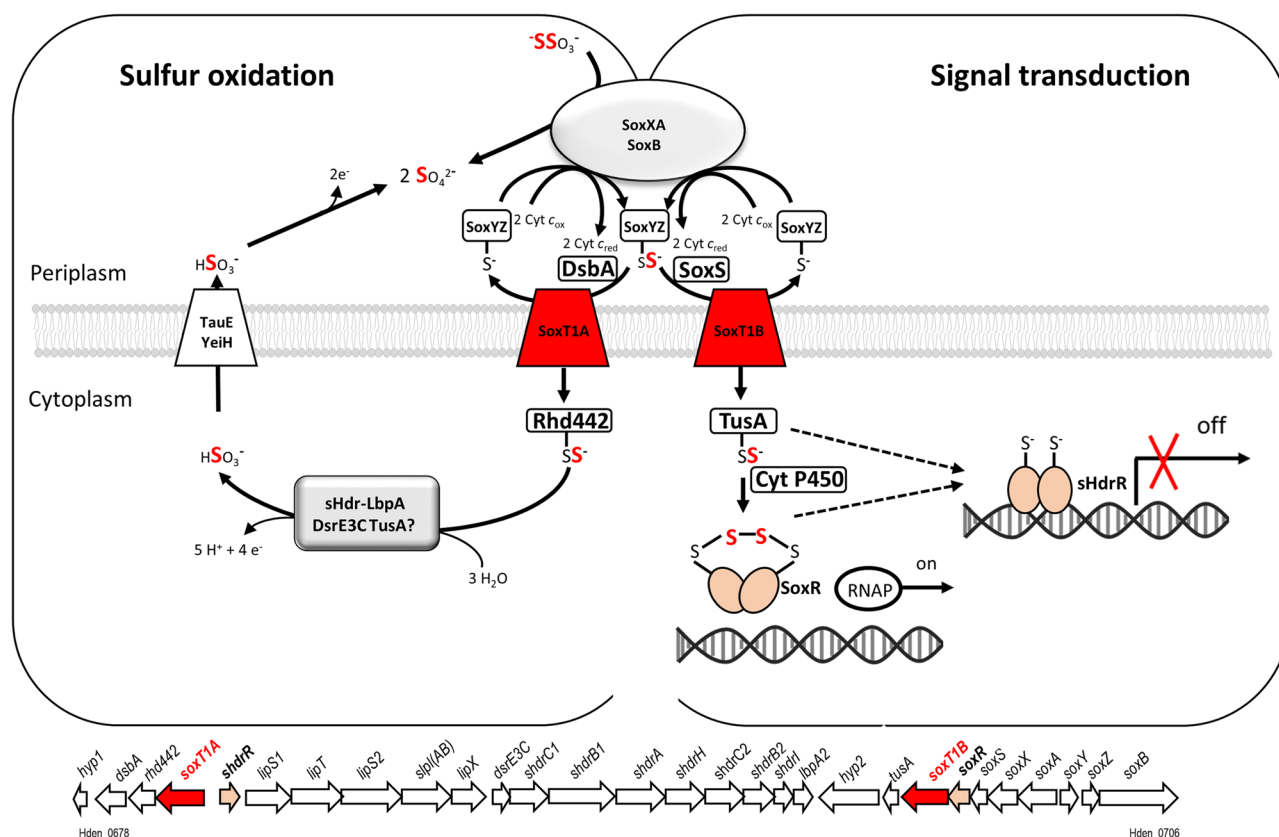 ⁻SSO₃⁻
Sulfur oxidation
Signal transduction
SoxXA
SoxB
2e⁻
2 SO₄²⁻
SoxYZ
2 Cyt c_ox
SoxYZ
2 Cyt c_ox
SoxYZ
2 Cyt c_red
2 Cyt c_red
S⁻
SS⁻
S⁻
DsbA
SoxS
HSO₃⁻
Periplasm
TauE
YeiH
SoxT1A
SoxT1B
Cytoplasm
Rhd442
TusA
SS⁻
SS⁻
Cyt P450
HSO₃⁻
sHdr-LbpA
DsrE3C TusA?
5 H⁺ + 4 e⁻
3 H₂O
S⁻ S⁻
off
sHdrR
S S
S S
SoxR
RNAP
on
hyp1 dsbA rhd442 soxT1A shdrR lipS1 lipT lipS2 slpl(AB) lipX dsrE3C shdrC1 shdrB1 shdrA shdrH shdrC2 shdrB2 shdrI lbpA2 hyp2 tusA soxT1B soxR soxS soxX soxA soxY soxZ soxB
Hden_0678
Hden_0706